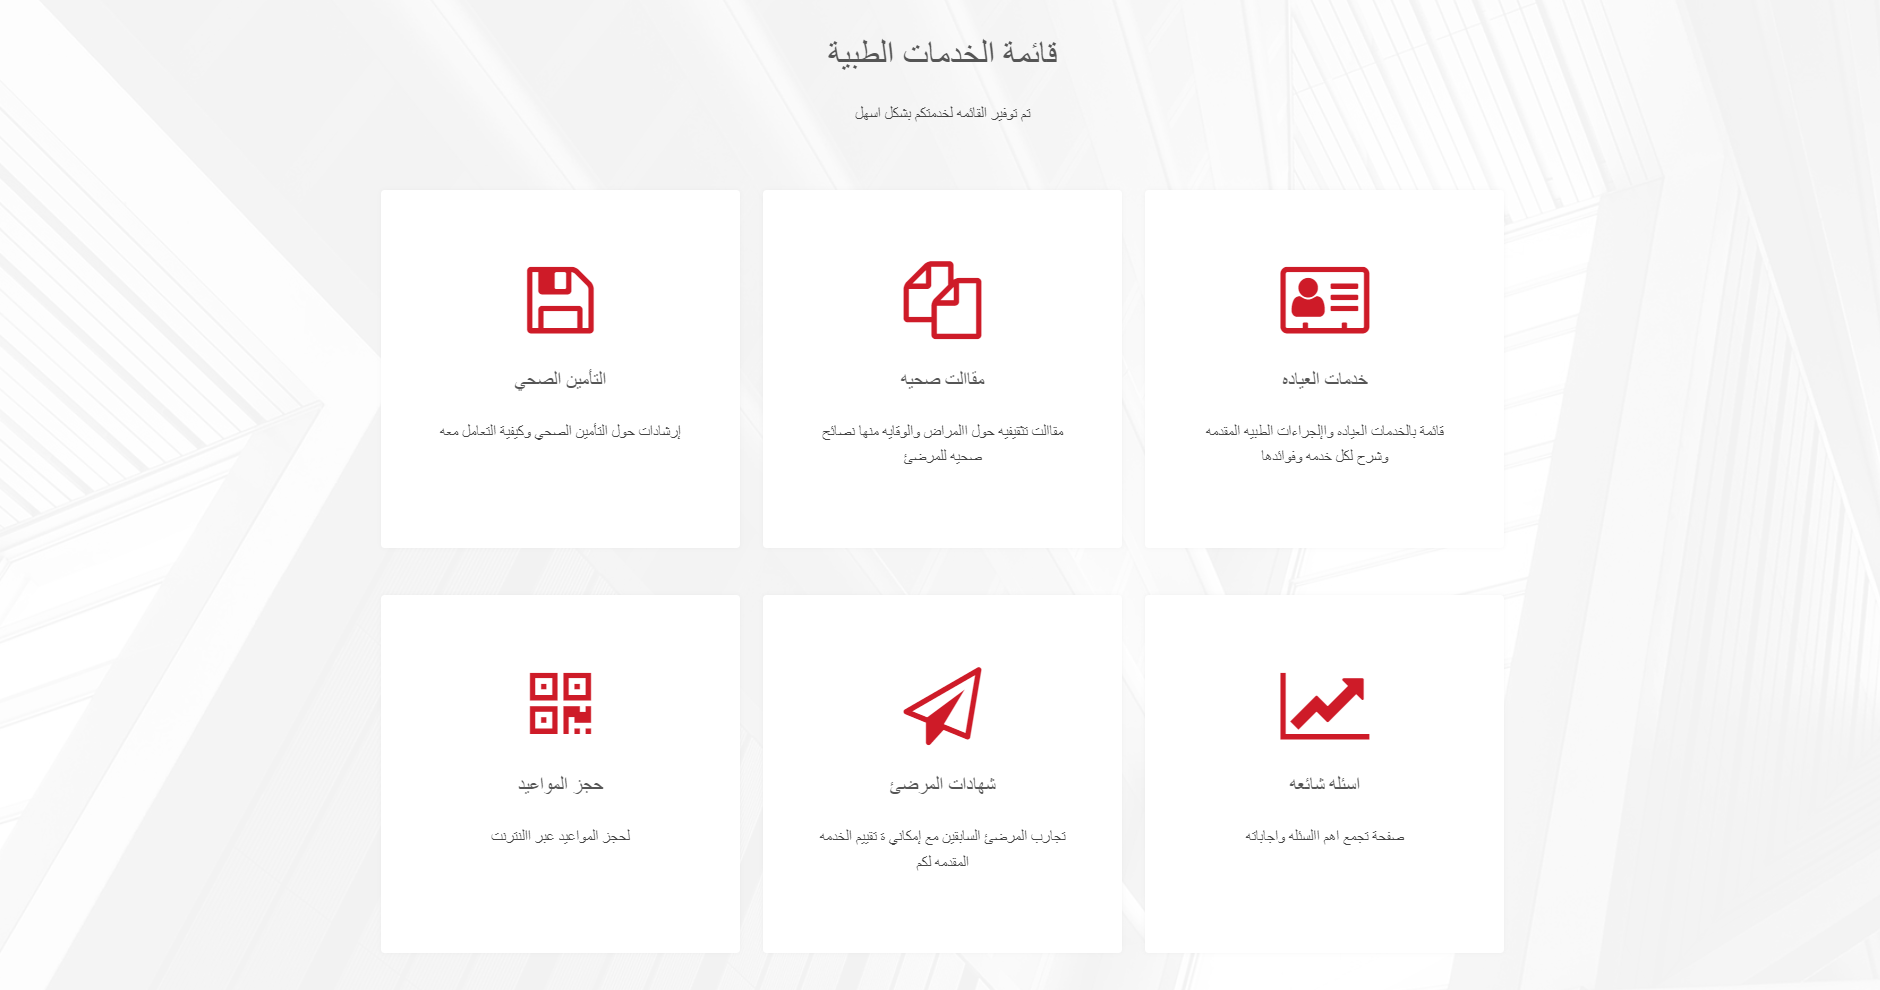 قائمة الخدمات الطبية
تم توفير القائمه لخدمتكم بشكل اسهل
خدمات العياده
قائمة بالخدمات العياده واإلجراءات الطبيه المقدمه
وشرح لكل خدمه وفوائدها
مقاالت صحيه
مقاالت تثقيفيه حول االمراض والوقايه منها نصائح
صحيه للمرضئ
التأمين الصحي
إرشادات حول التأمين الصحي وكيفية التعامل معه
اسئله شائعه
صفحة تجمع اهم االسئله واجاباته
شهادات المرضئ
تجارب المرضئ السابقين مع إمكاني ة تقييم الخدمه
المقدمه لكم
حجز المواعيد
لحجز المواعيد عبر االنترنت